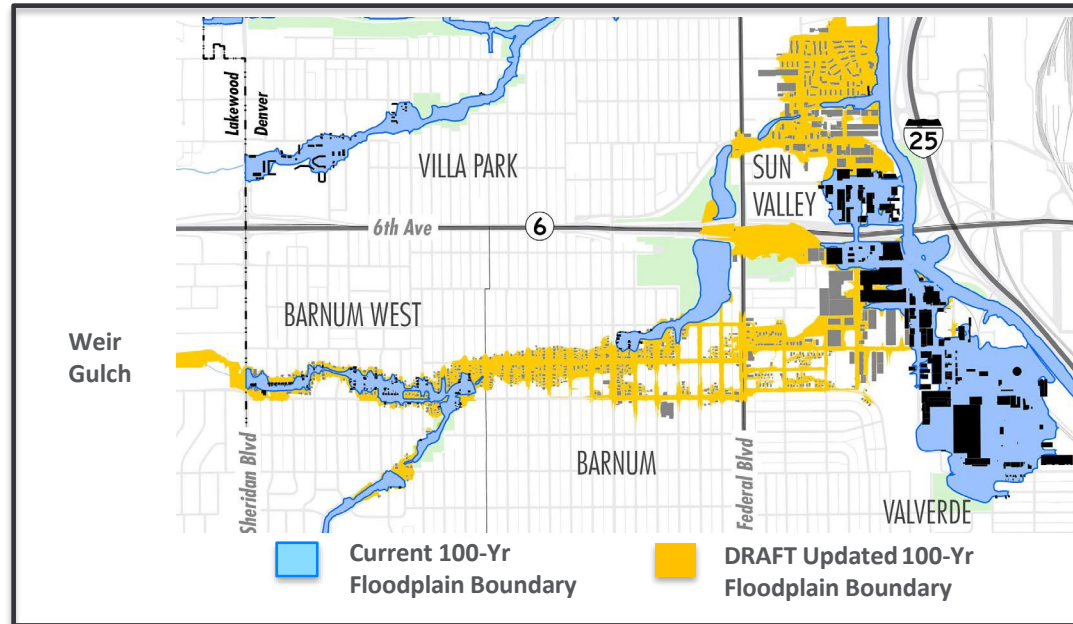 Lakewood
Denver
VILLA PARK
SUN
VALLEY
25
6th Ave
6
BARNUM WEST
Weir
Gulch
Sheridan Blvd
BARNUM
Federal Blvd
VALVERDE
Current 100-Yr
Floodplain Boundary
DRAFT Updated 100-Yr
Floodplain Boundary